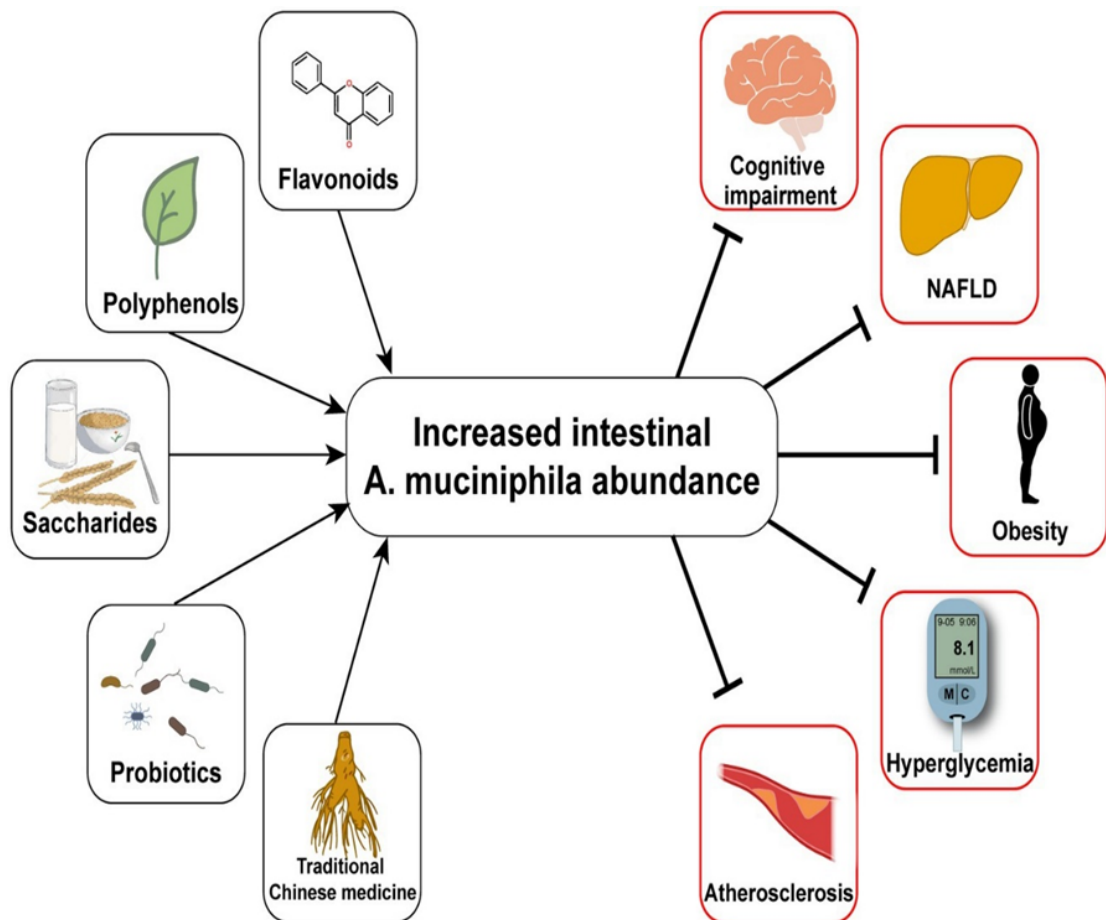 Flavonoids
Polyphenols
Saccharides
Probiotics
Traditional
Chinese medicine
Increased intestinal
A. muciniphila abundance
Cognitive
impairment
NAFLD
Obesity
9-05 9:06
8.1
mmol/L
M C
Hyperglycemia
Atherosclerosis
O
O